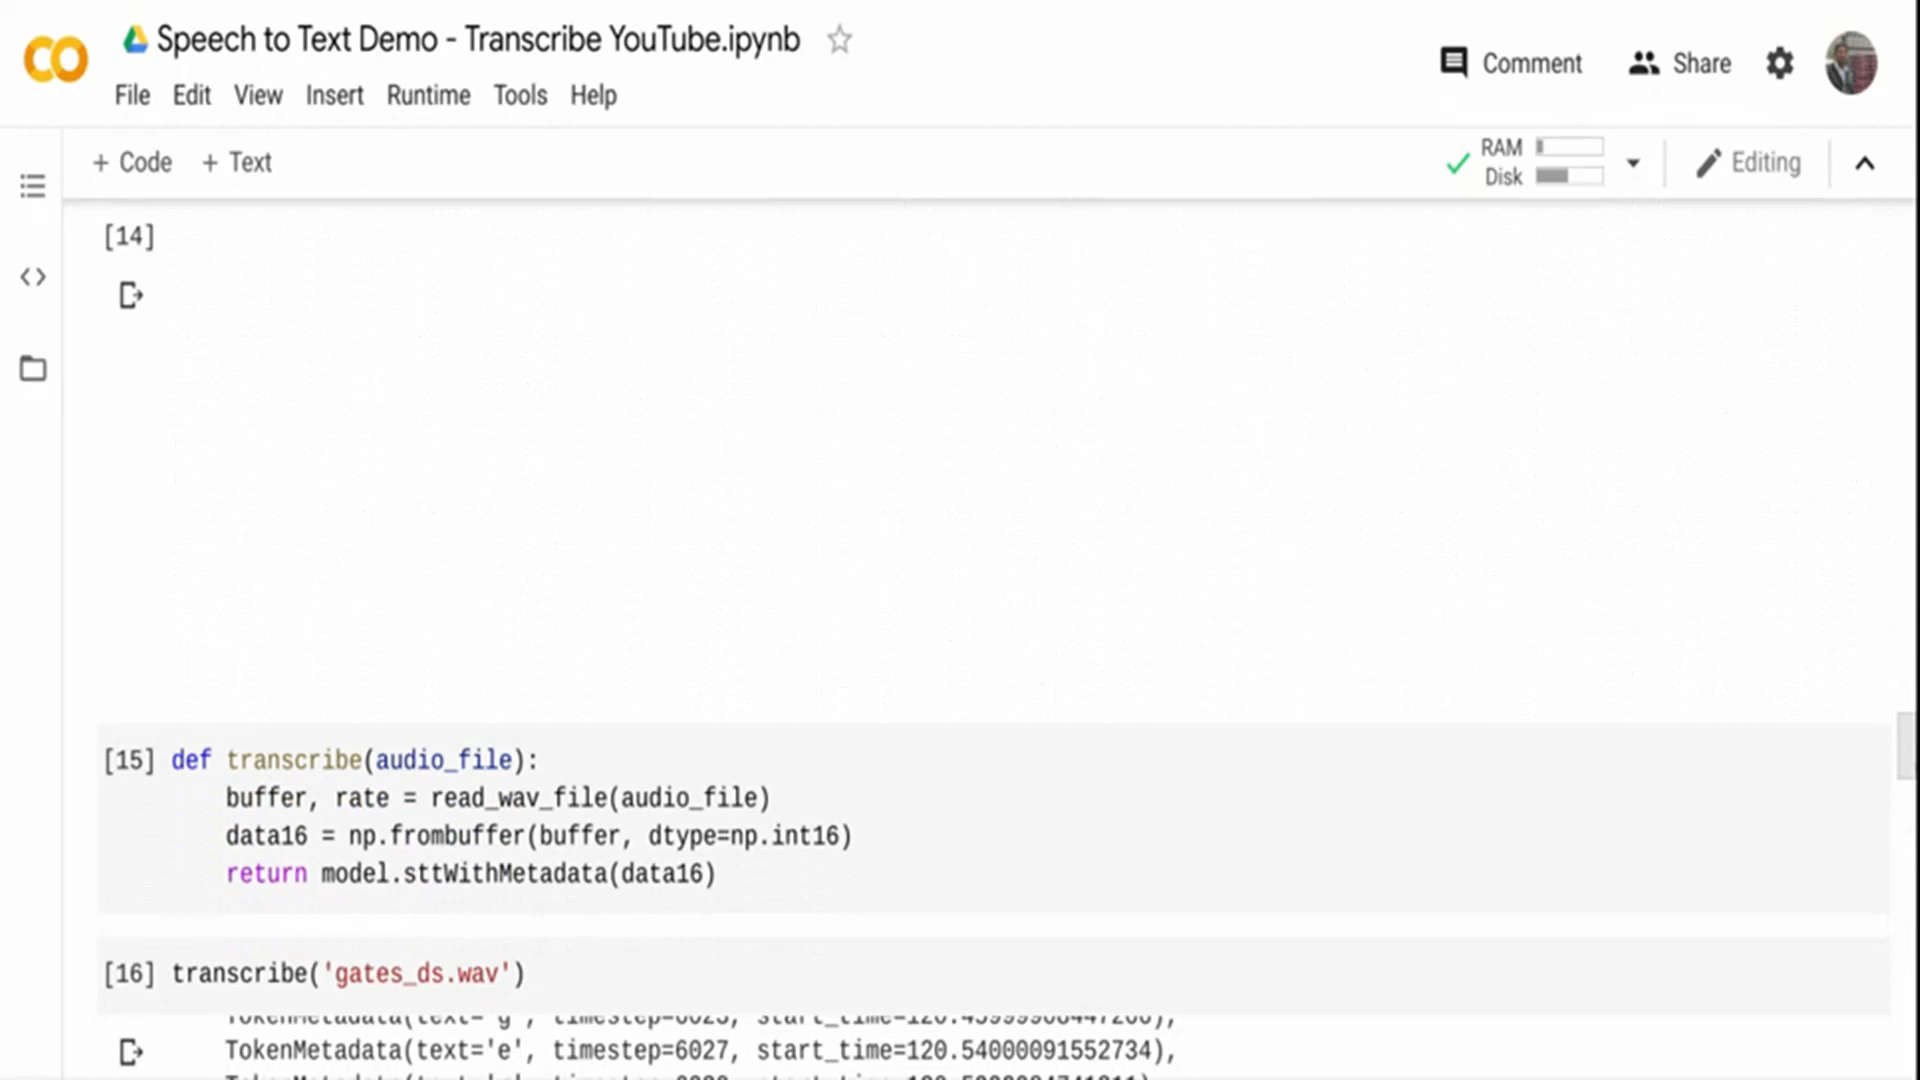 Speech to Text Demo - Transcribe YouTube.ipynb
Comment
Share
File Edit View Insert Runtime Tools Help
+ Code + Text
RAM
Disk
Editing
[14]
[15] def transcribe(audio_file):
buffer, rate = read_wav_file(audio_file)
data16 = np.frombuffer(buffer, dtype=np.int16)
return model.sttWithMetadata(data16)
[16] transcribe('gates_ds.wav')
TokenMetadata(text='g',
TokenMetadata(text='e', timestep=6027, start_time=120.54000091552734),